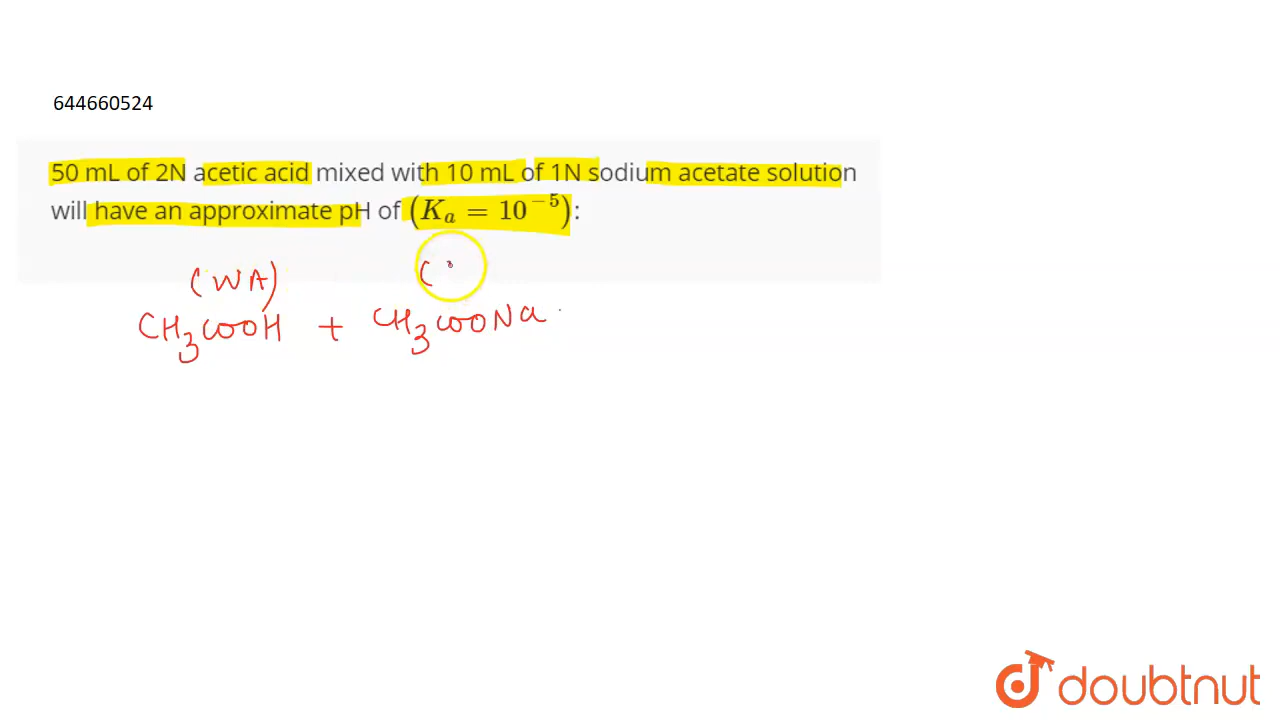 644660524
50 mL of 2N acetic acid mixed with 10 mL of 1N sodium acetate solution
will have an approximate pH of (Kₐ = 10⁻⁵):
(WA) (
CH₃COOH + CH₃COONa
doubtnut